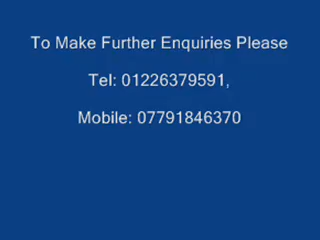 To Make Further Enquiries Please
Tel: 01226379591,
Mobile: 07791846370